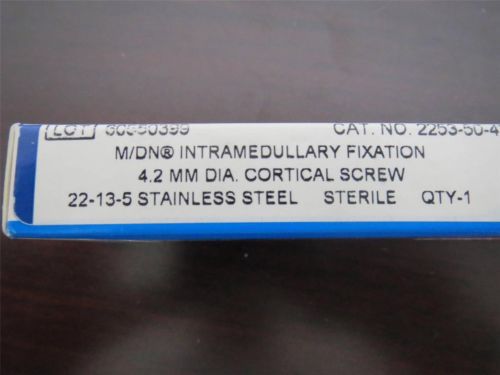 LOT 60550399 CAT. NO. 2253-50-4
M/DN® INTRAMEDULLARY FIXATION
4.2 MM DIA. CORTICAL SCREW
22-13-5 STAINLESS STEEL STERILE QTY-1